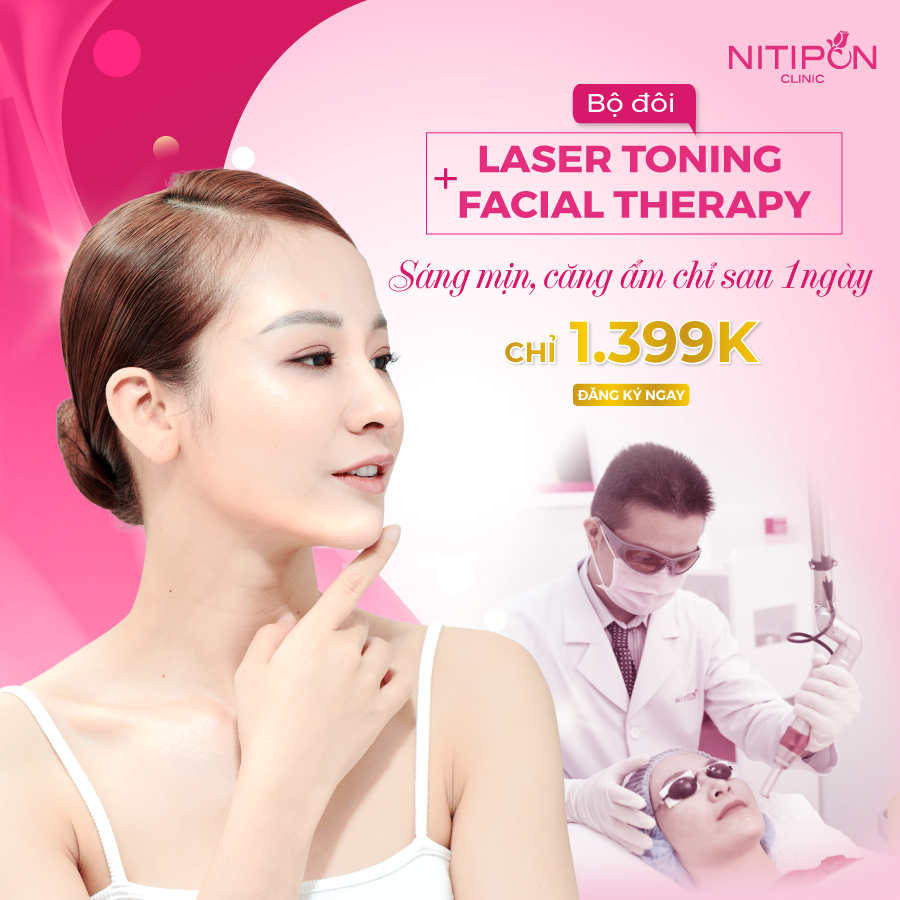 NITIPON
CLINIC
Bộ đôi
LASER TONING
+
FACIAL THERAPY
Sáng mịn, căng ẩm chỉ sau 1ngày
CHỈ 1.399K
ĐĂNG KÝ NGAY
NITIPON